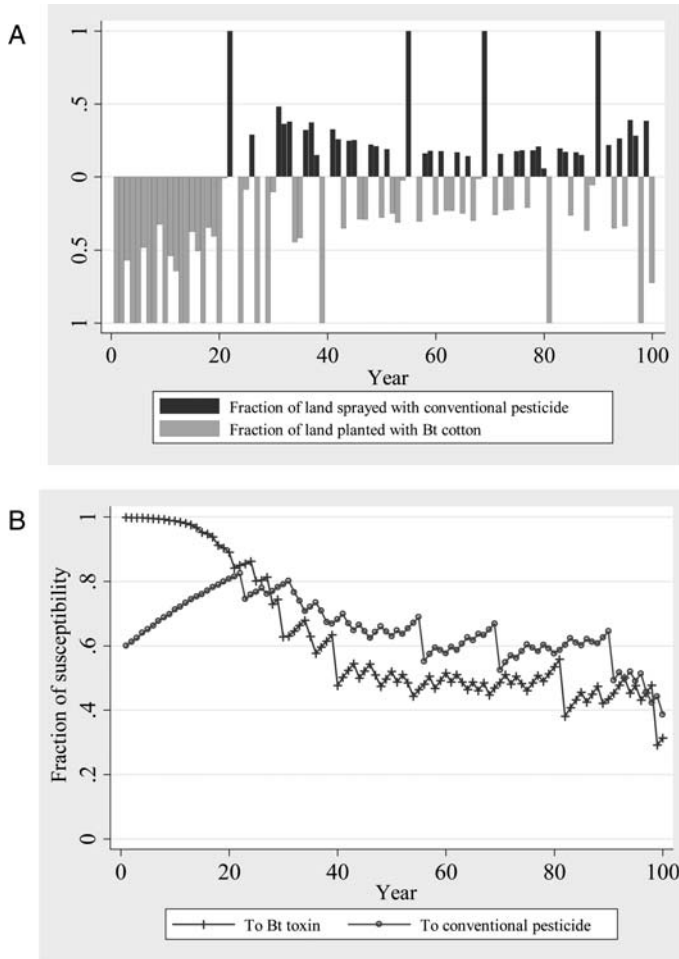 A
1
.5
0
0.5
1
0 20 40 60 80 100
Year
Fraction of land sprayed with conventional pesticide
Fraction of land planted with Bt cotton
B
Fraction of susceptibility
1
.8
.6
.4
.2
0
0 20 40 60 80 100
Year
To Bt toxin To conventional pesticide